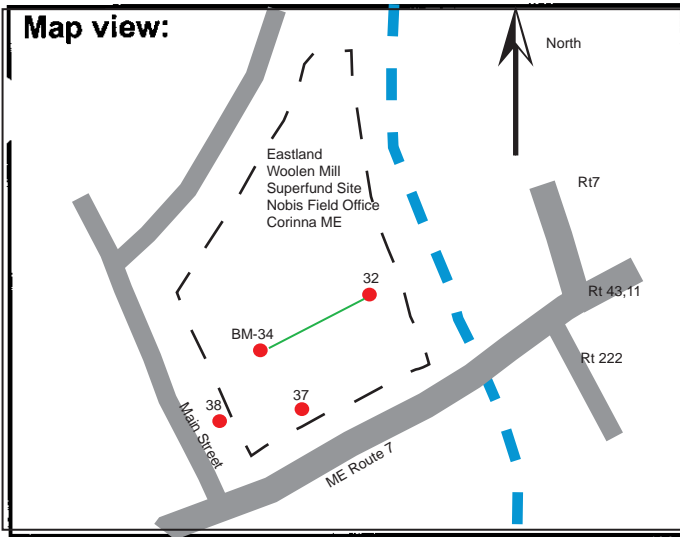 Map view:
North
Eastland
Woolen Mill
Superfund Site
Nobis Field Office
Corinna ME
Rt7
32
Rt 43,11
BM-34
Rt 222
38
37
Main Street
ME Route 7